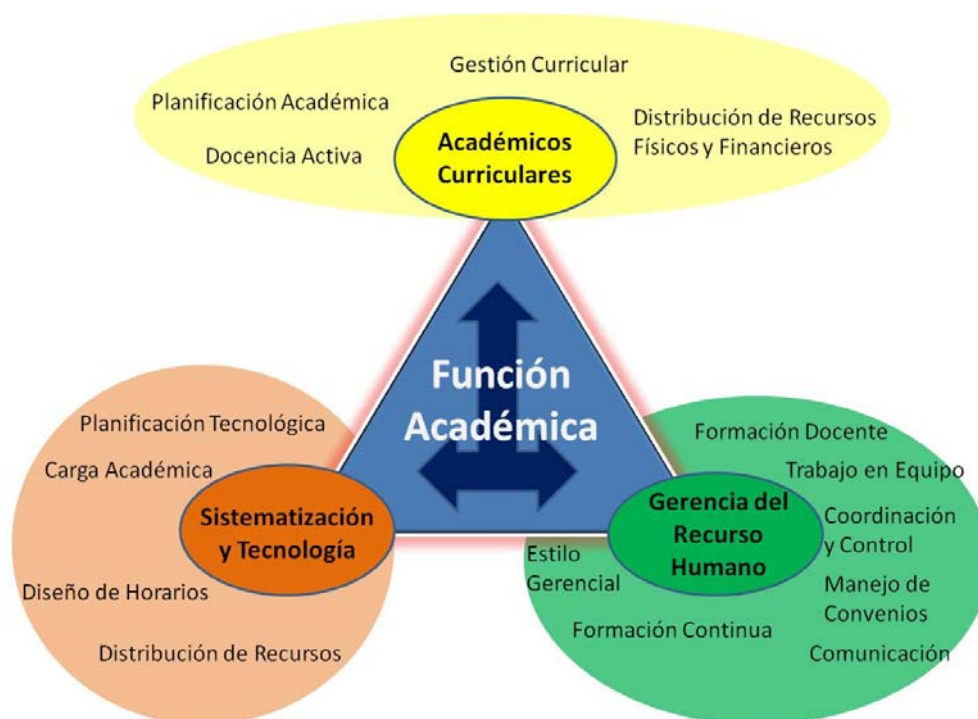 Gestión Curricular
Planificación Académica
Distribución de Recursos
Físicos y Financieros
Docencia Activa
Académicos
Curriculares
Función
Académica
Planificación Tecnológica
Carga Académica
Sistematización
y Tecnología
Diseño de Horarios
Distribución de Recursos
Formación Docente
Trabajo en Equipo
Gerencia del
Recurso
Humano
Coordinación
y Control
Estilo
Gerencial
Manejo de
Convenios
Formación Continua
Comunicación